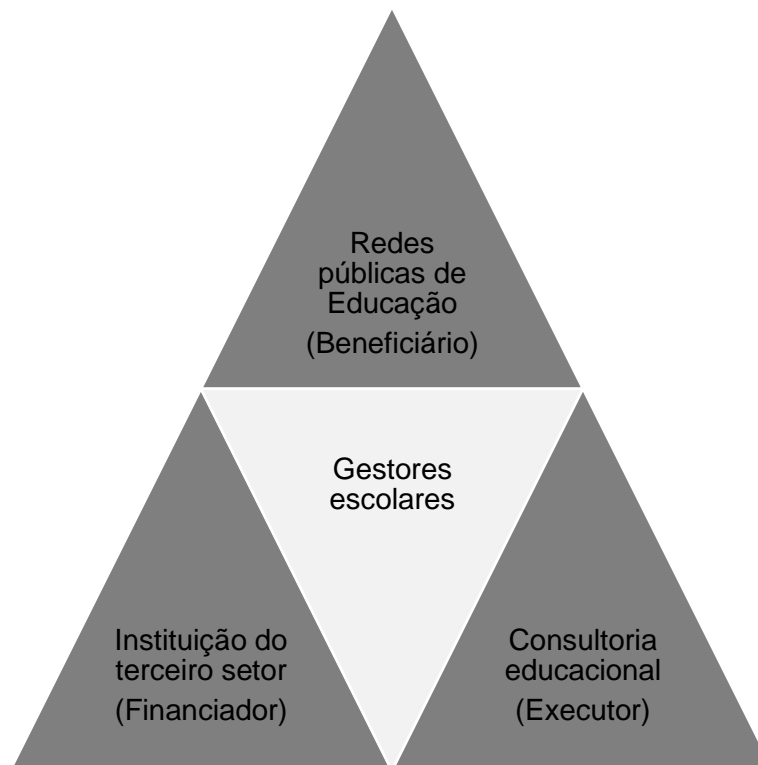 Redes
públicas de
Educação
(Beneficiário)
Gestores
escolares
Instituição do
terceiro setor
(Financiador)
Consultoria
educacional
(Executor)